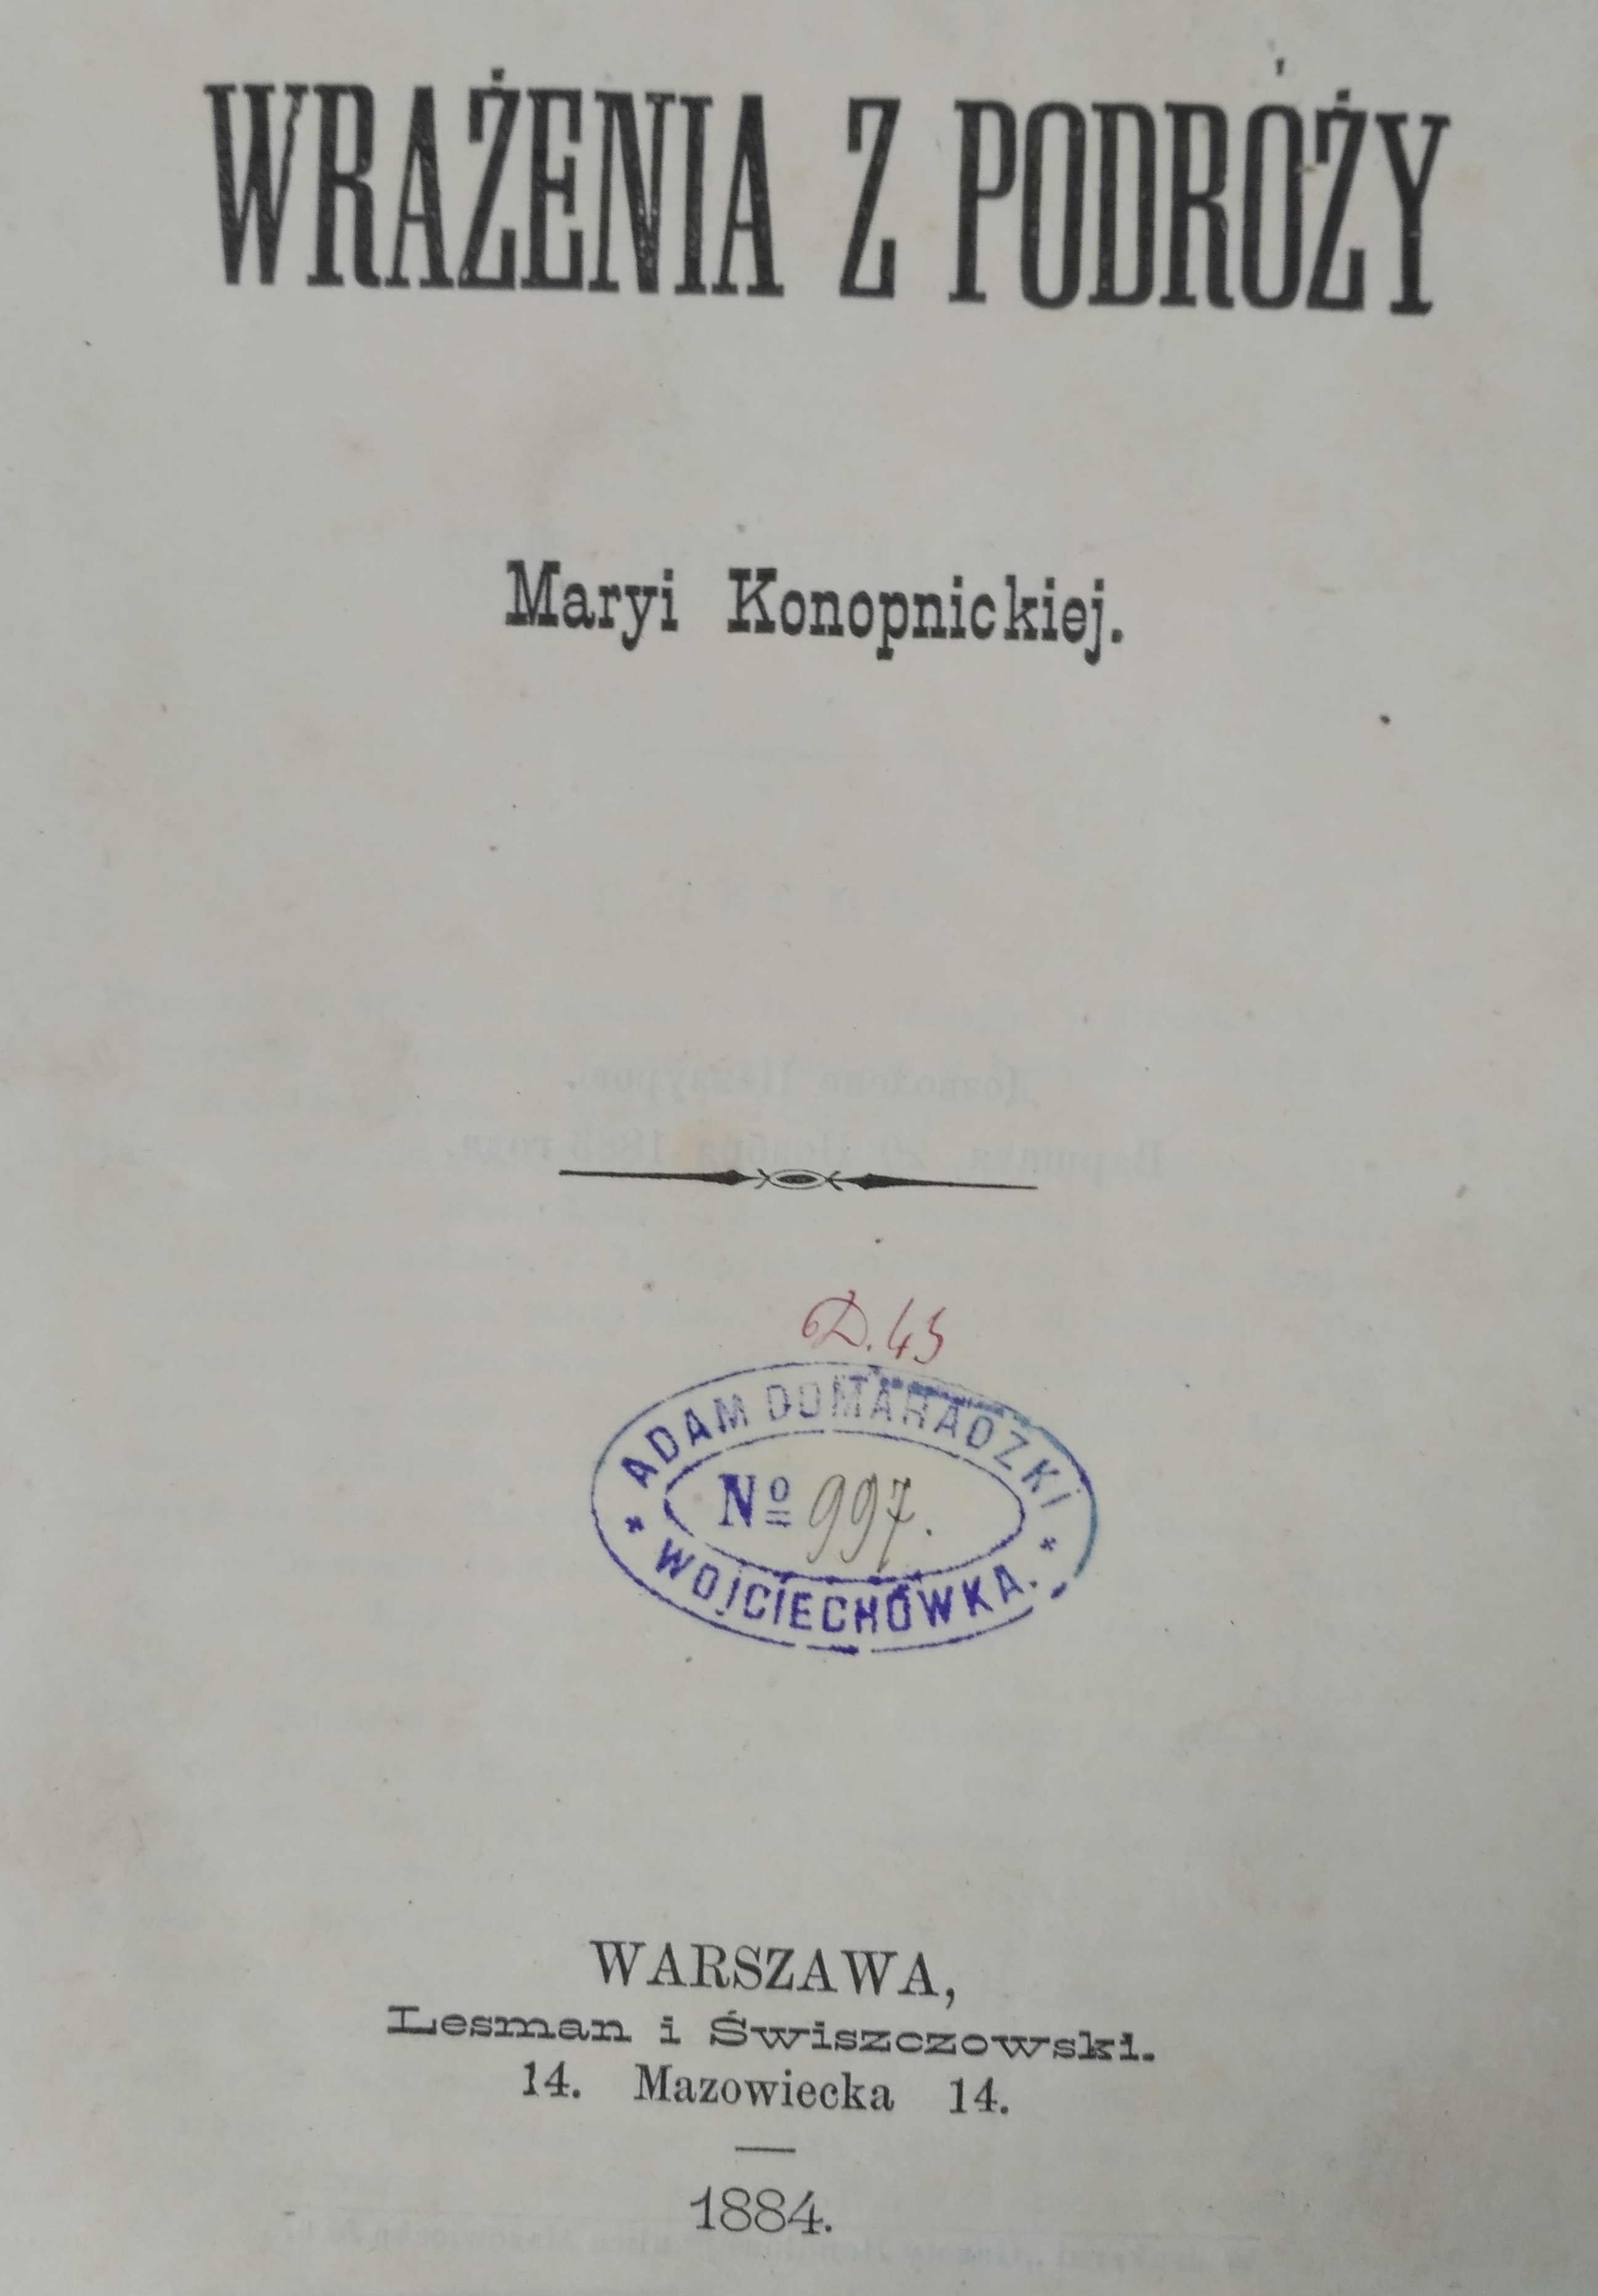 WRAŻENIA Z PODRÓŻY
Maryi Konopnickiej.
D. 45
ADAM DOMARADZKI
№ 997.
* WOJCIECHÓWKA. *
WARSZAWA,
Lesman i Świszczowski.
14. Mazowiecka 14.
1884.